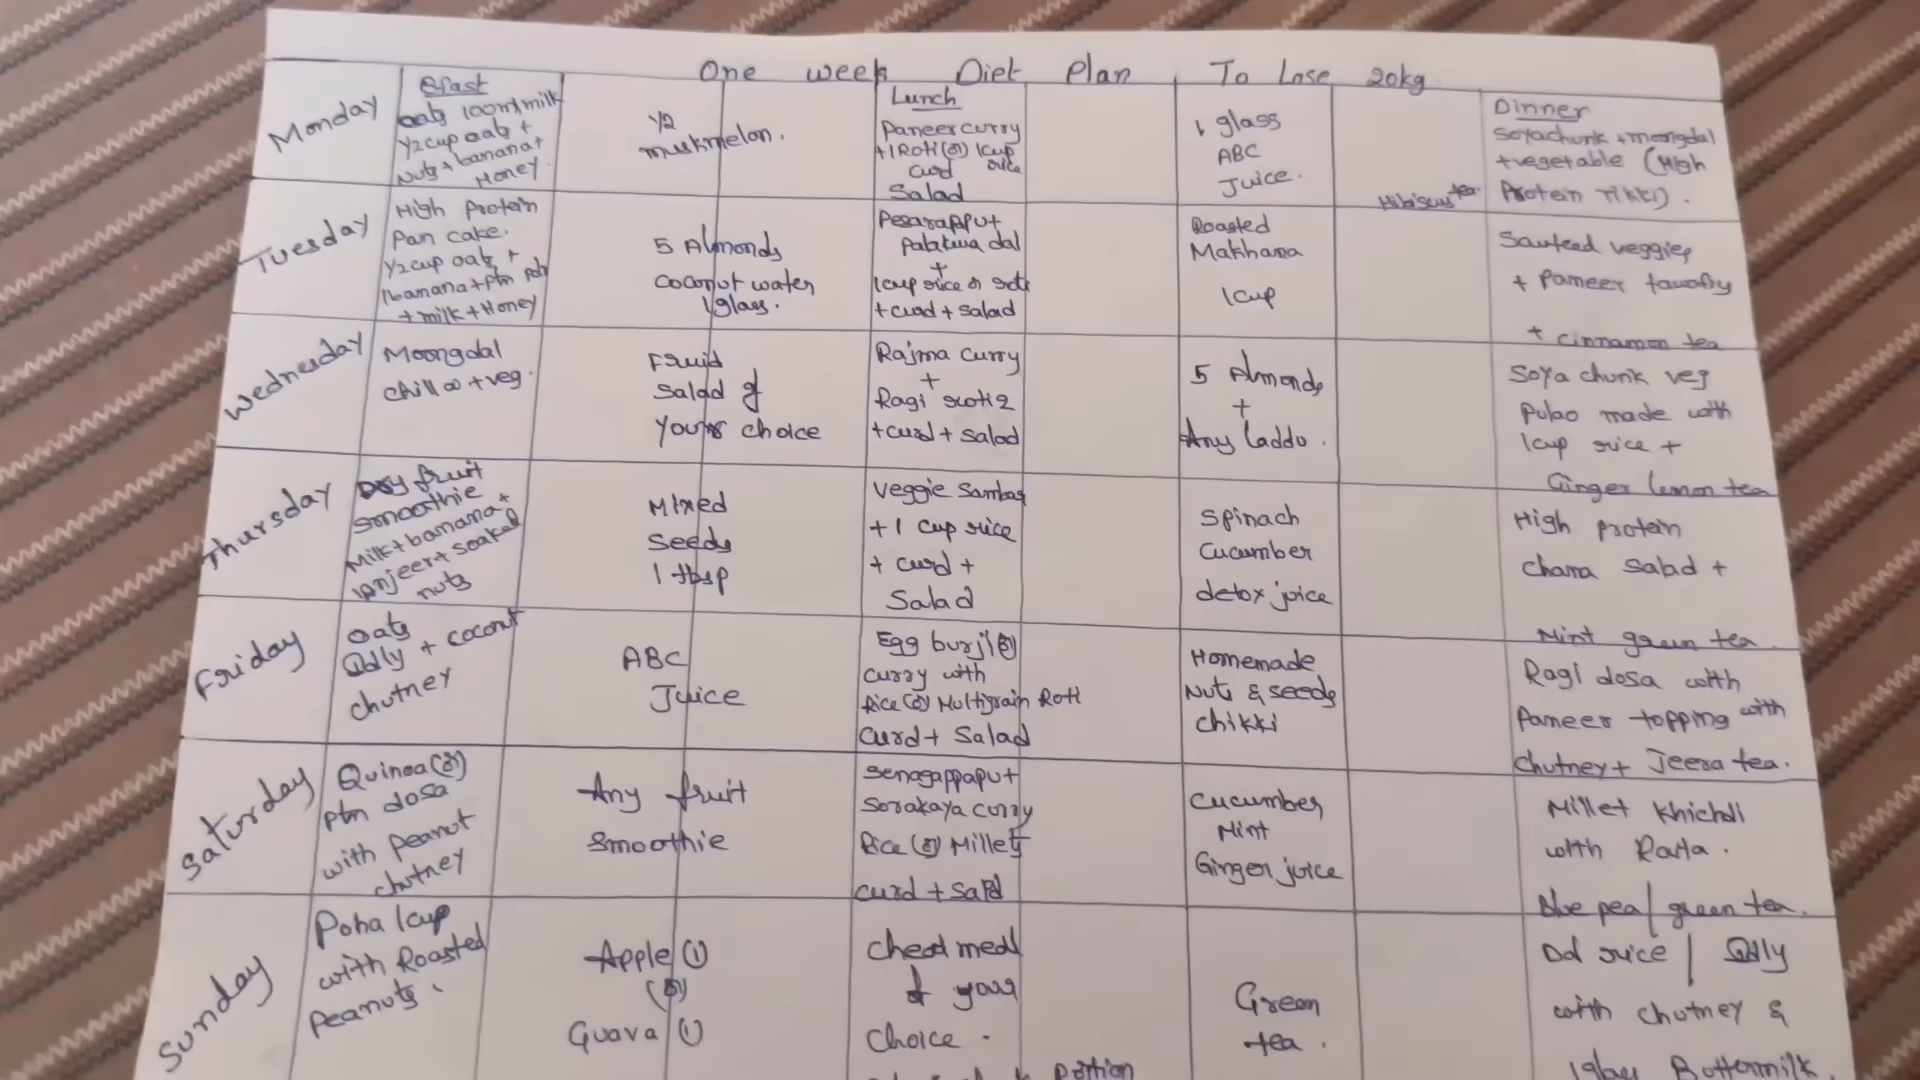 One week Diet Plan To Lose 20kg
Monday
Bfast
oats 100ml milk
1/2 cup oats +
Nuts + banana +
Honey.
1/2
muskmelon.
Lunch
Paneer curry
+ 1 Roti (or) 1cup
curd rice
Salad
1 glass
ABC
Juice.
Hibiscus tea
Dinner
Soyachunk + moongdal
+ vegetable (High
Protein Tikki).
Tuesday
High Protein
Pan cake.
1/2 cup oats +
1 banana + ptn pdr
+ milk + Honey
5 Almonds
Coconut water
1 glass.
Pesarapput
Palakura dal
+
1 cup rice or roti
+ curd + salad
Roasted
Makhana
1 cup
Sauteed veggies
+ Paneer
+ cinnamon tea
Wednesday
Moongdal
chilla + veg.
Fruid
Salad of
Your choice
Rajma curry
+
Ragi roti 2
+ curd + salad
5 Almonds
+
Any laddo.
Soya chunk veg
Pulao made with
1cup rice +
Ginger lemon tea
Thursday
Dry fruit
Smoothie
Milk + banana +
anjeer + soaked
nuts
Mixed
Seeds
1 tbsp
Veggie Sambar
+ 1 cup rice
+ curd +
Salad
Spinach
Cucumber
detox juice
High protein
Chana Salad +
Mint green tea.
Friday
Oats
Idly + coconut
chutney
ABC
Juice
Egg burji (or)
curry with
Rice (or) Multigrain Roti
Curd + Salad
Homemade
Nuts & seeds
Chikki
Ragi dosa with
Paneer topping with
Chutney + Jeera tea.
Saturday
Quinoa (or)
ptn dosa
with peanut
chutney
Any fruit
Smoothie
Senagappaput
Sorakaya curry
Rice (or) Millets
Curd + Salad
Cucumber
Mint
Ginger juice
Millet Khichdi
with Raita.
Blue pea / green tea.
Sunday
Poha 1cup
with Roasted
Peanuts.
Apple (1)
(or)
Guava (1)
Cheat meal
of your
choice.
Green
tea.
rice / Idly
with chutney &
1 glass Buttermilk.
portion